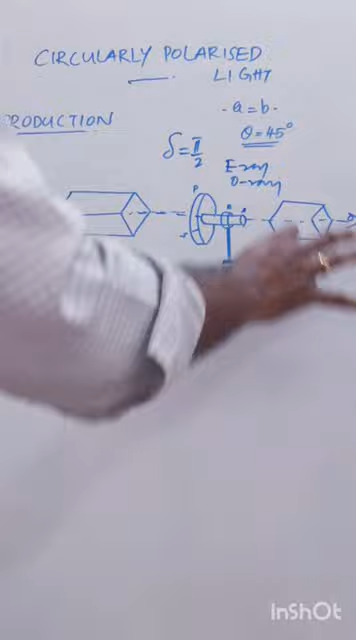 CIRCULARLY POLARISED
LIGHT
a = b
RODUCTION
θ = 45°
δ = π/2
E-ray
O-ray
P
InShOt